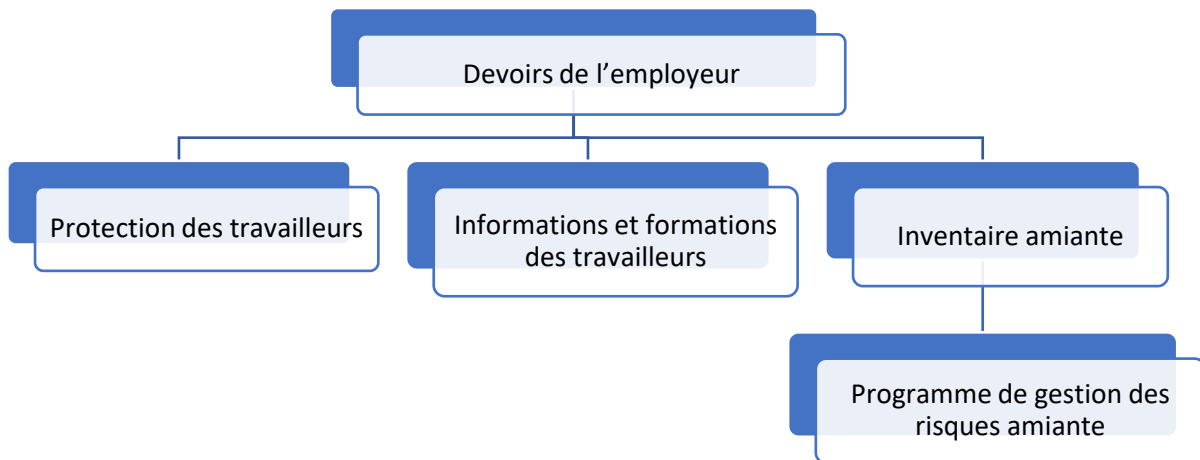 Devoirs de l’employeur
Protection des travailleurs
Informations et formations
des travailleurs
Inventaire amiante
Programme de gestion des
risques amiante